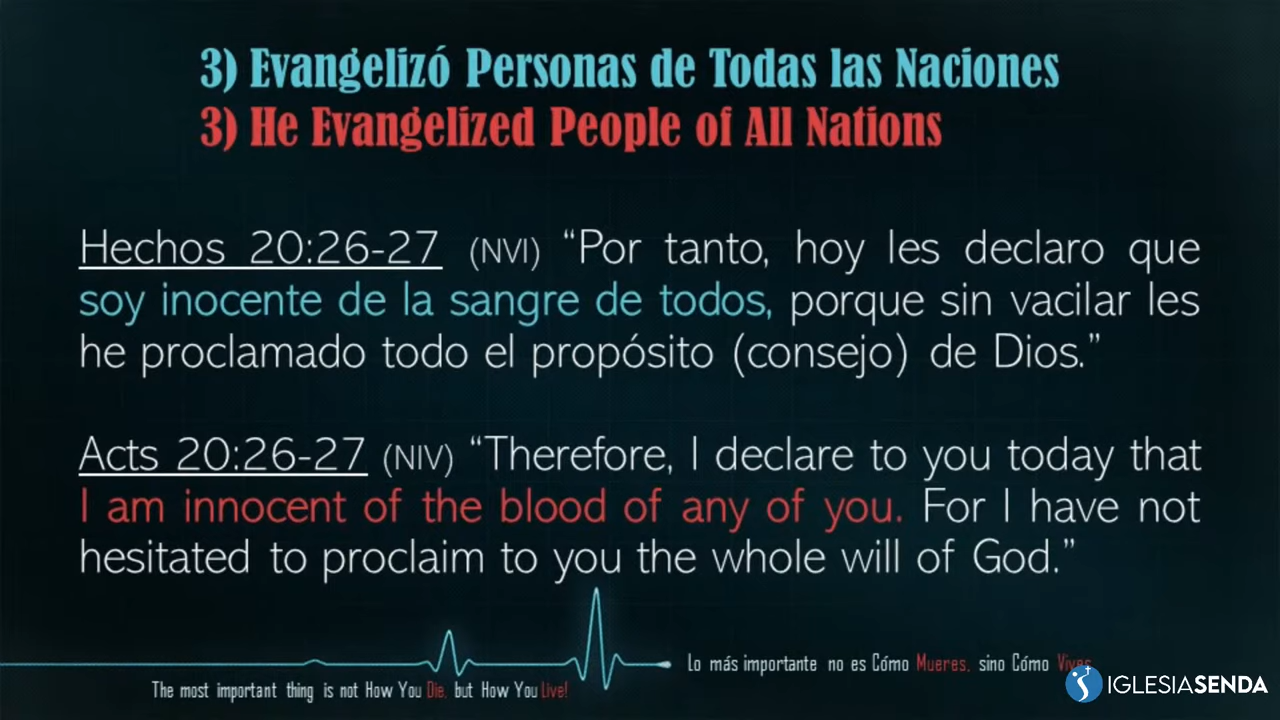 3) Evangelizó Personas de Todas las Naciones
3) He Evangelized People of All Nations
Hechos 20:26-27 (NVI) “Por tanto, hoy les declaro que
soy inocente de la sangre de todos, porque sin vacilar les
he proclamado todo el propósito (consejo) de Dios.”
Acts 20:26-27 (NIV) “Therefore, I declare to you today that
I am innocent of the blood of any of you. For I have not
hesitated to proclaim to you the whole will of God.”
Lo más importante no es Cómo Mueres, sino Cómo Vives
The most important thing is not How You Die, but How You Live!
IGLESIASENDA